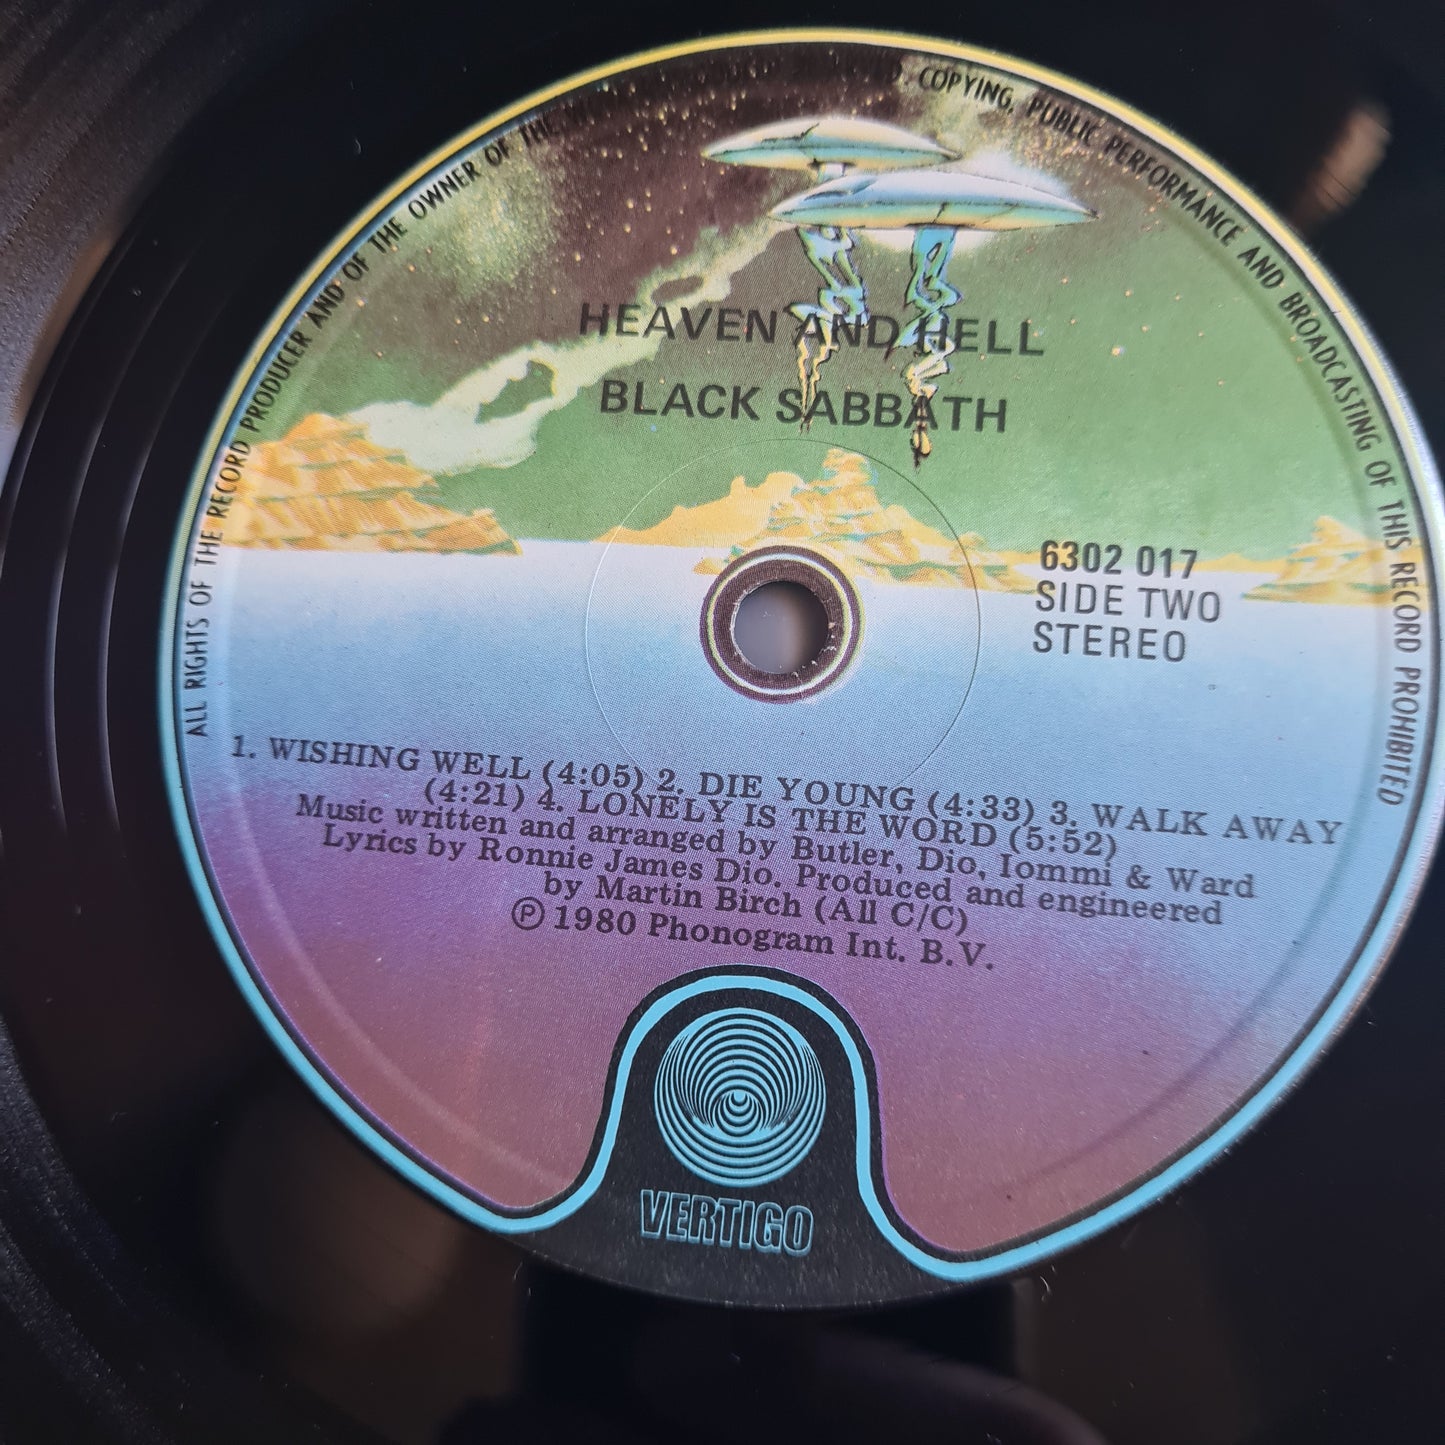 ALL RIGHTS OF THE RECORD PRODUCER AND OF THE OWNER OF THE COPYING, PUBLIC PERFORMANCE AND BROADCASTING OF THIS RECORD PROHIBITED
HEAVEN AND HELL
BLACK SABBATH
6302 017
SIDE TWO
STEREO
1. WISHING WELL (4:05) 2. DIE YOUNG (4:33) 3. WALK AWAY
(4:21) 4. LONELY IS THE WORD (5:52)
Music written and arranged by Butler, Dio, Iommi & Ward
Lyrics by Ronnie James Dio. Produced and engineered
by Martin Birch (All C/C)
℗ 1980 Phonogram Int. B.V.
VERTIGO